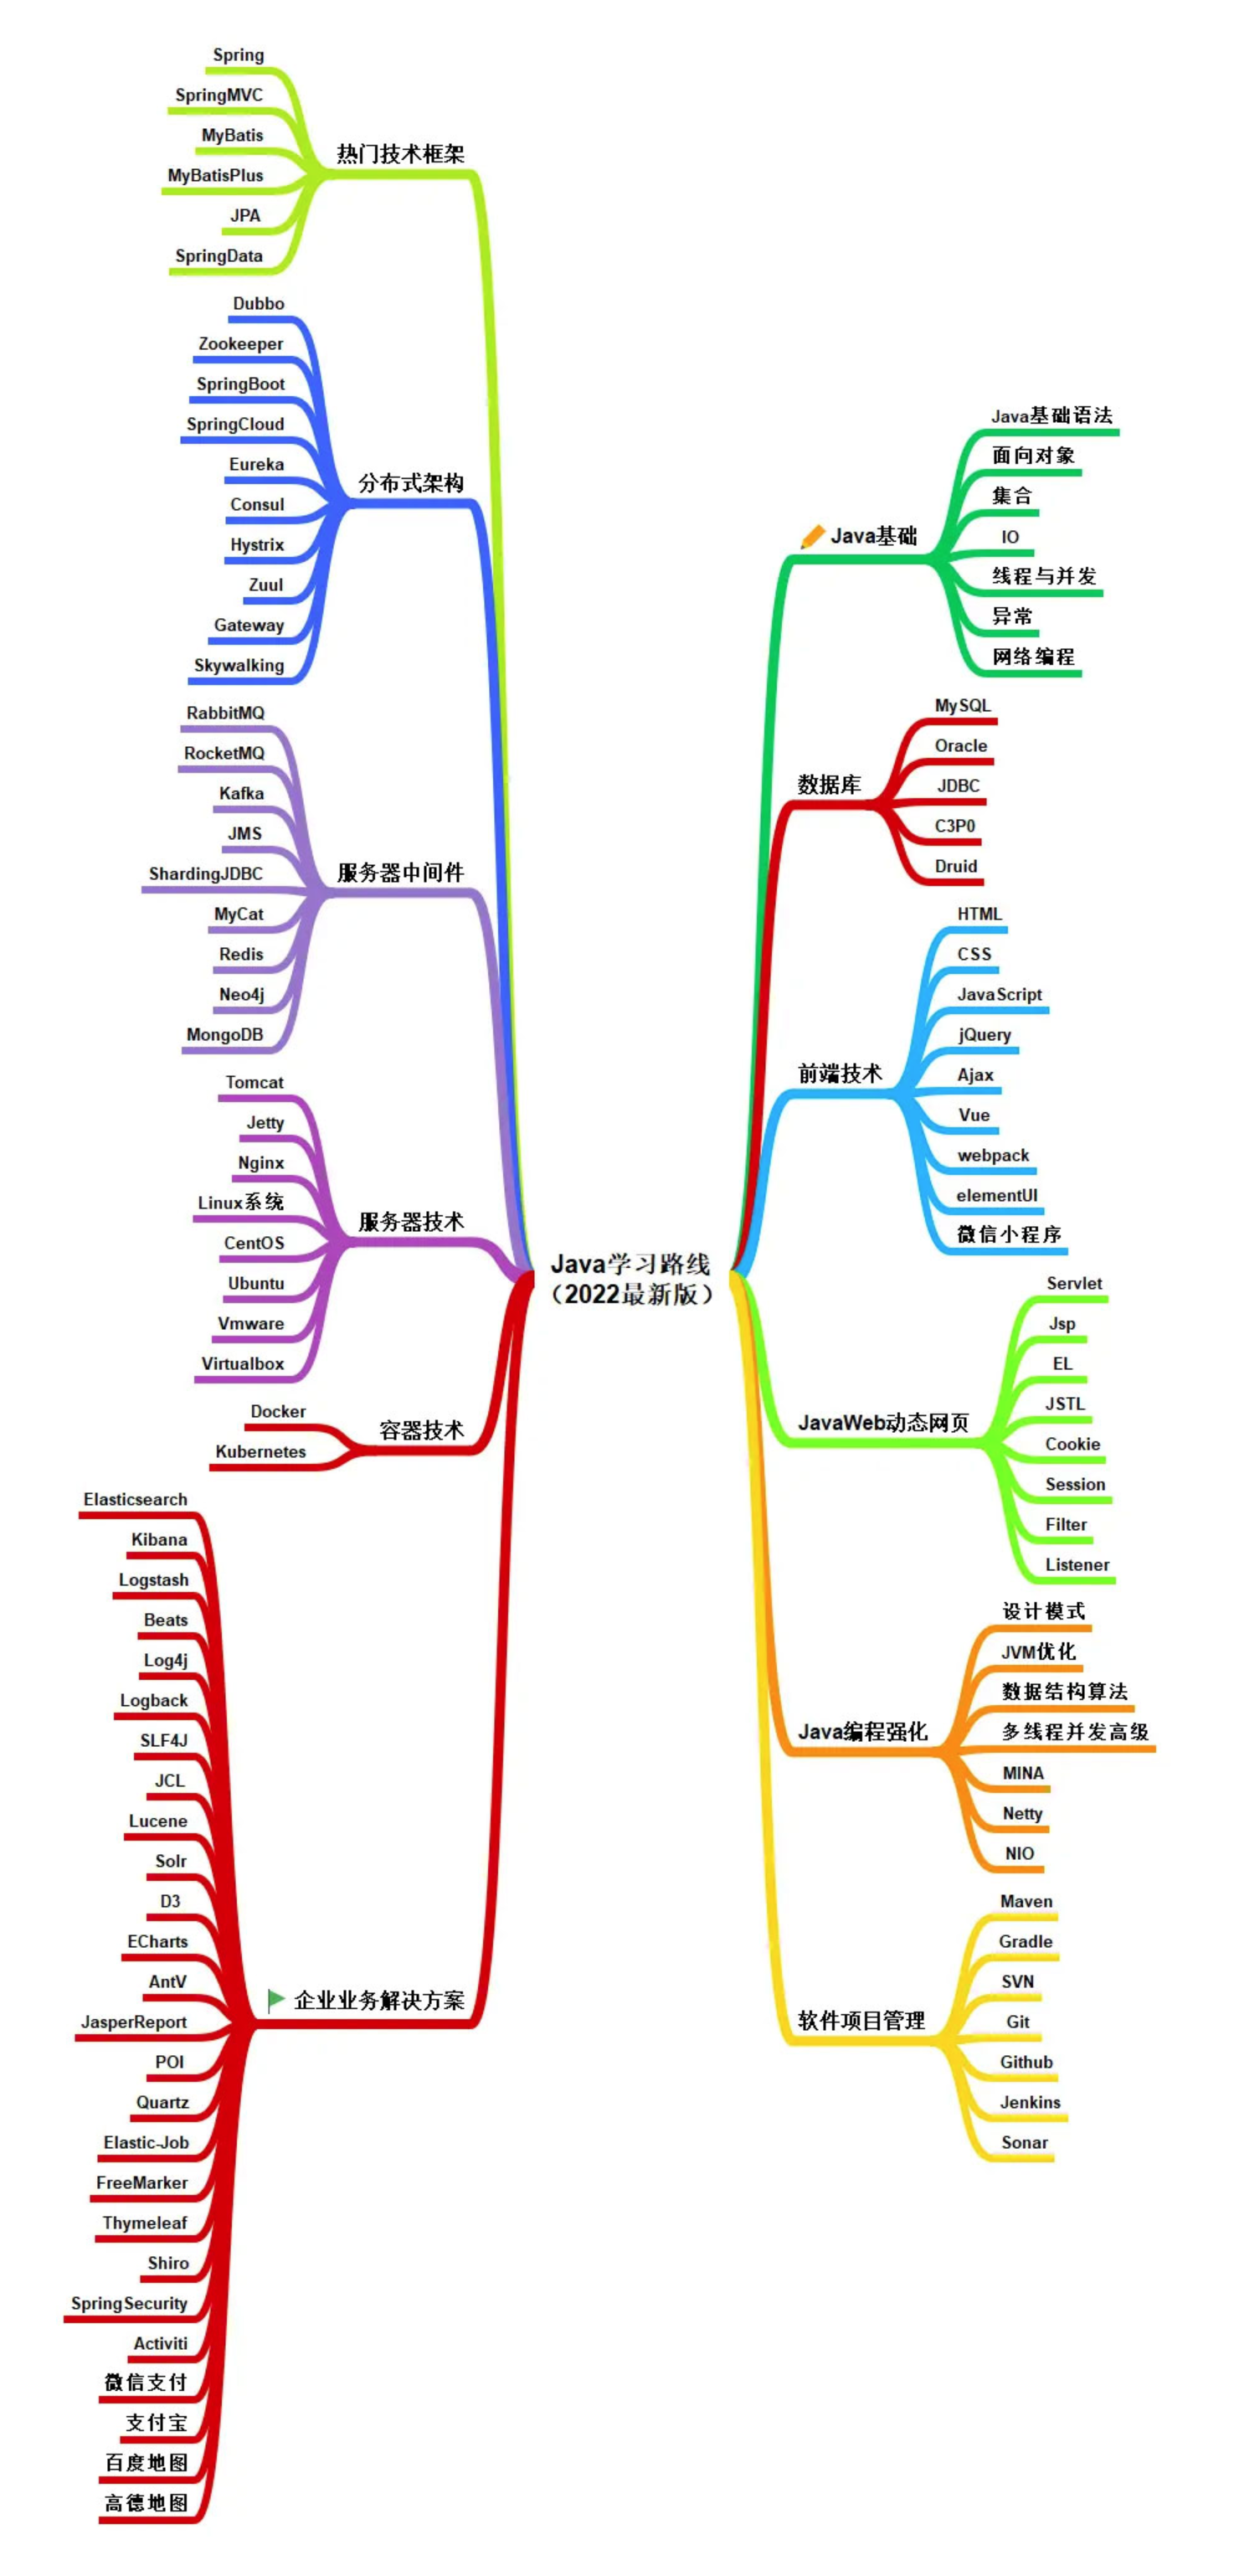 Java学习路线
（2022最新版）
Java基础
Java基础语法
面向对象
集合
IO
线程与并发
异常
网络编程
数据库
MySQL
Oracle
JDBC
C3P0
Druid
前端技术
HTML
CSS
JavaScript
jQuery
Ajax
Vue
webpack
elementUI
微信小程序
JavaWeb动态网页
Servlet
Jsp
EL
JSTL
Cookie
Session
Filter
Listener
Java编程强化
设计模式
JVM优化
数据结构算法
多线程并发高级
MINA
Netty
NIO
软件项目管理
Maven
Gradle
SVN
Git
Github
Jenkins
Sonar
热门技术框架
Spring
SpringMVC
MyBatis
MyBatisPlus
JPA
SpringData
分布式架构
Dubbo
Zookeeper
SpringBoot
SpringCloud
Eureka
Consul
Hystrix
Zuul
Gateway
Skywalking
服务器中间件
RabbitMQ
RocketMQ
Kafka
JMS
ShardingJDBC
MyCat
Redis
Neo4j
MongoDB
服务器技术
Tomcat
Jetty
Nginx
Linux系统
CentOS
Ubuntu
Vmware
Virtualbox
容器技术
Docker
Kubernetes
企业业务解决方案
Elasticsearch
Kibana
Logstash
Beats
Log4j
Logback
SLF4J
JCL
Lucene
Solr
D3
ECharts
AntV
JasperReport
POI
Quartz
Elastic-Job
FreeMarker
Thymeleaf
Shiro
SpringSecurity
Activiti
微信支付
支付宝
百度地图
高德地图